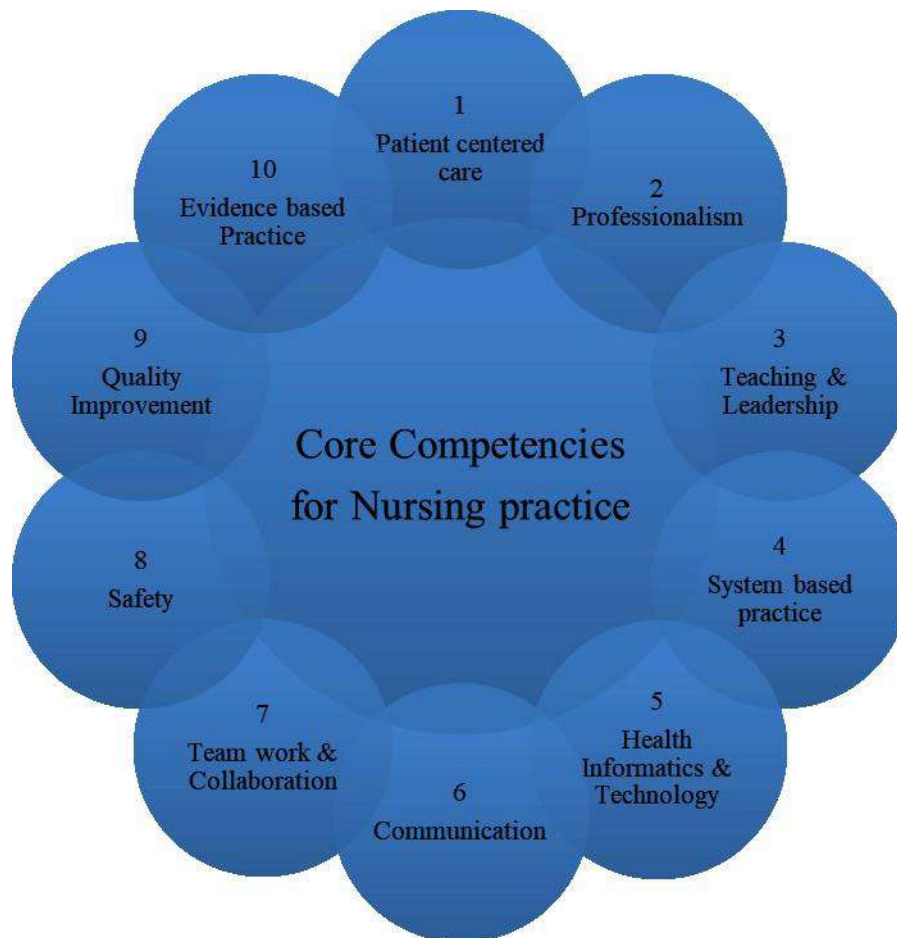 1
Patient centered
care
2
Professionalism
3
Teaching &
Leadership
4
System based
practice
5
Health
Informatics &
Technology
6
Communication
7
Team work &
Collaboration
8
Safety
9
Quality
Improvement
10
Evidence based
Practice
Core Competencies
for Nursing practice